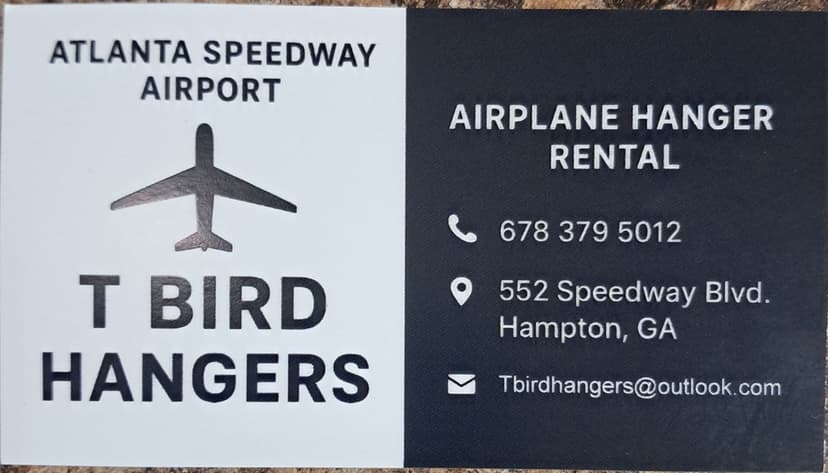 ATLANTA SPEEDWAY
AIRPORT
T BIRD
HANGERS
AIRPLANE HANGER
RENTAL
678 379 5012
552 Speedway Blvd.
Hampton, GA
Tbirdhangers@outlook.com